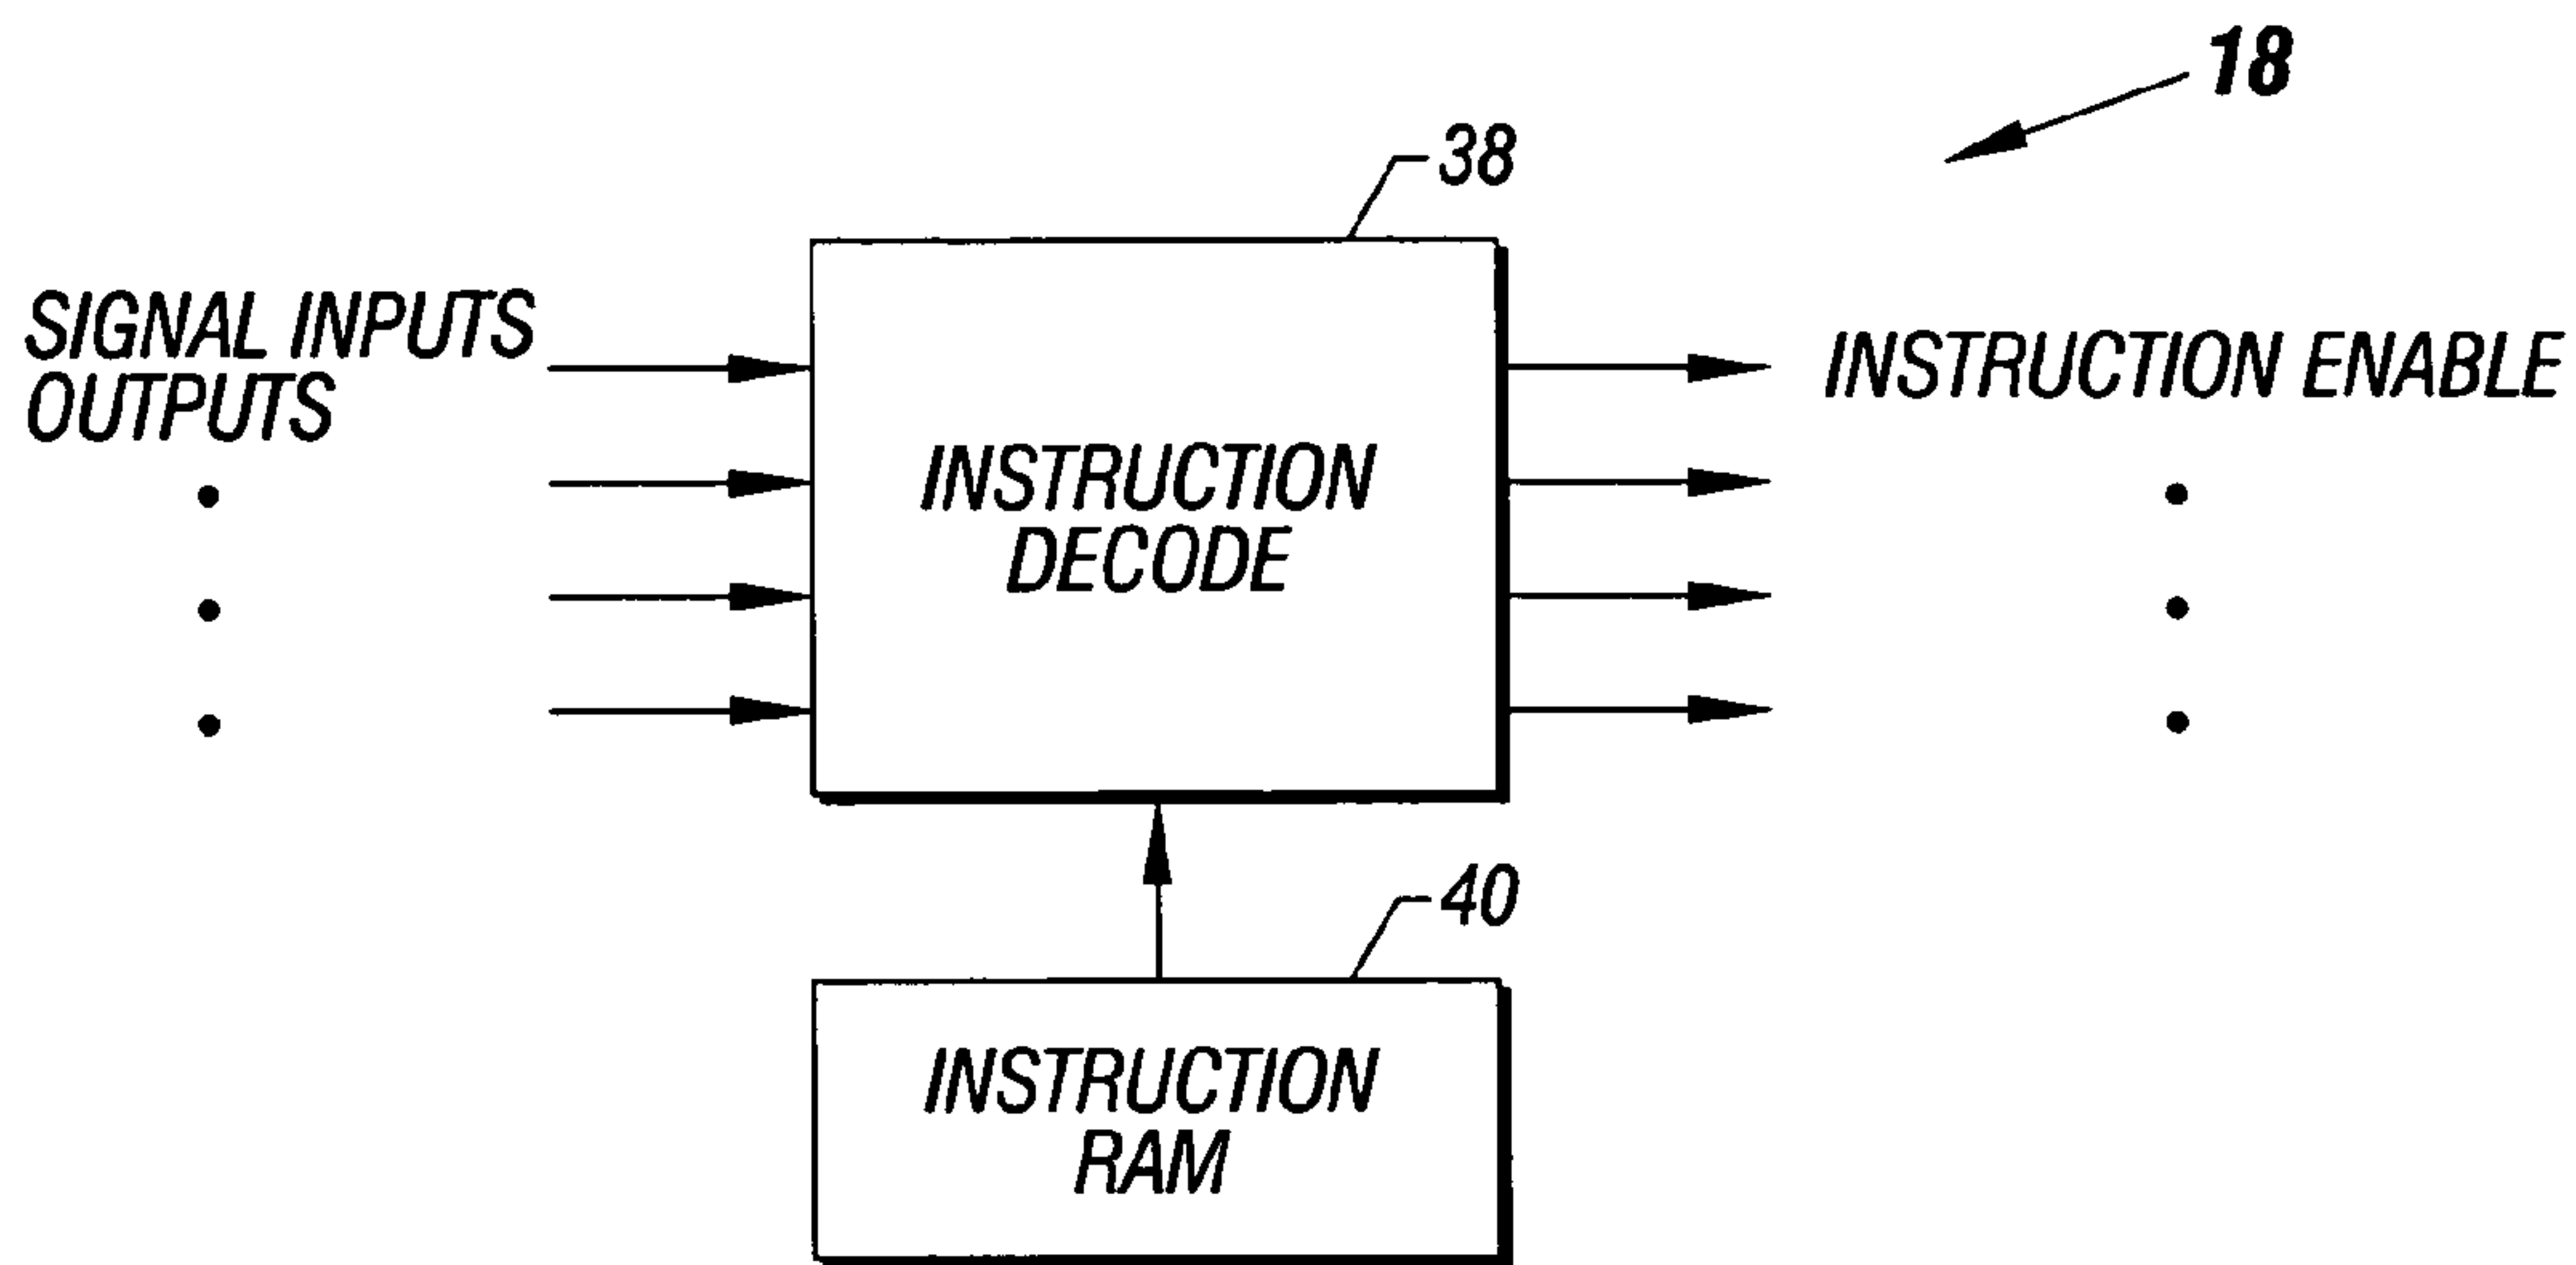 18
38
SIGNAL INPUTS
OUTPUTS
INSTRUCTION ENABLE
INSTRUCTION
DECODE
40
INSTRUCTION
RAM